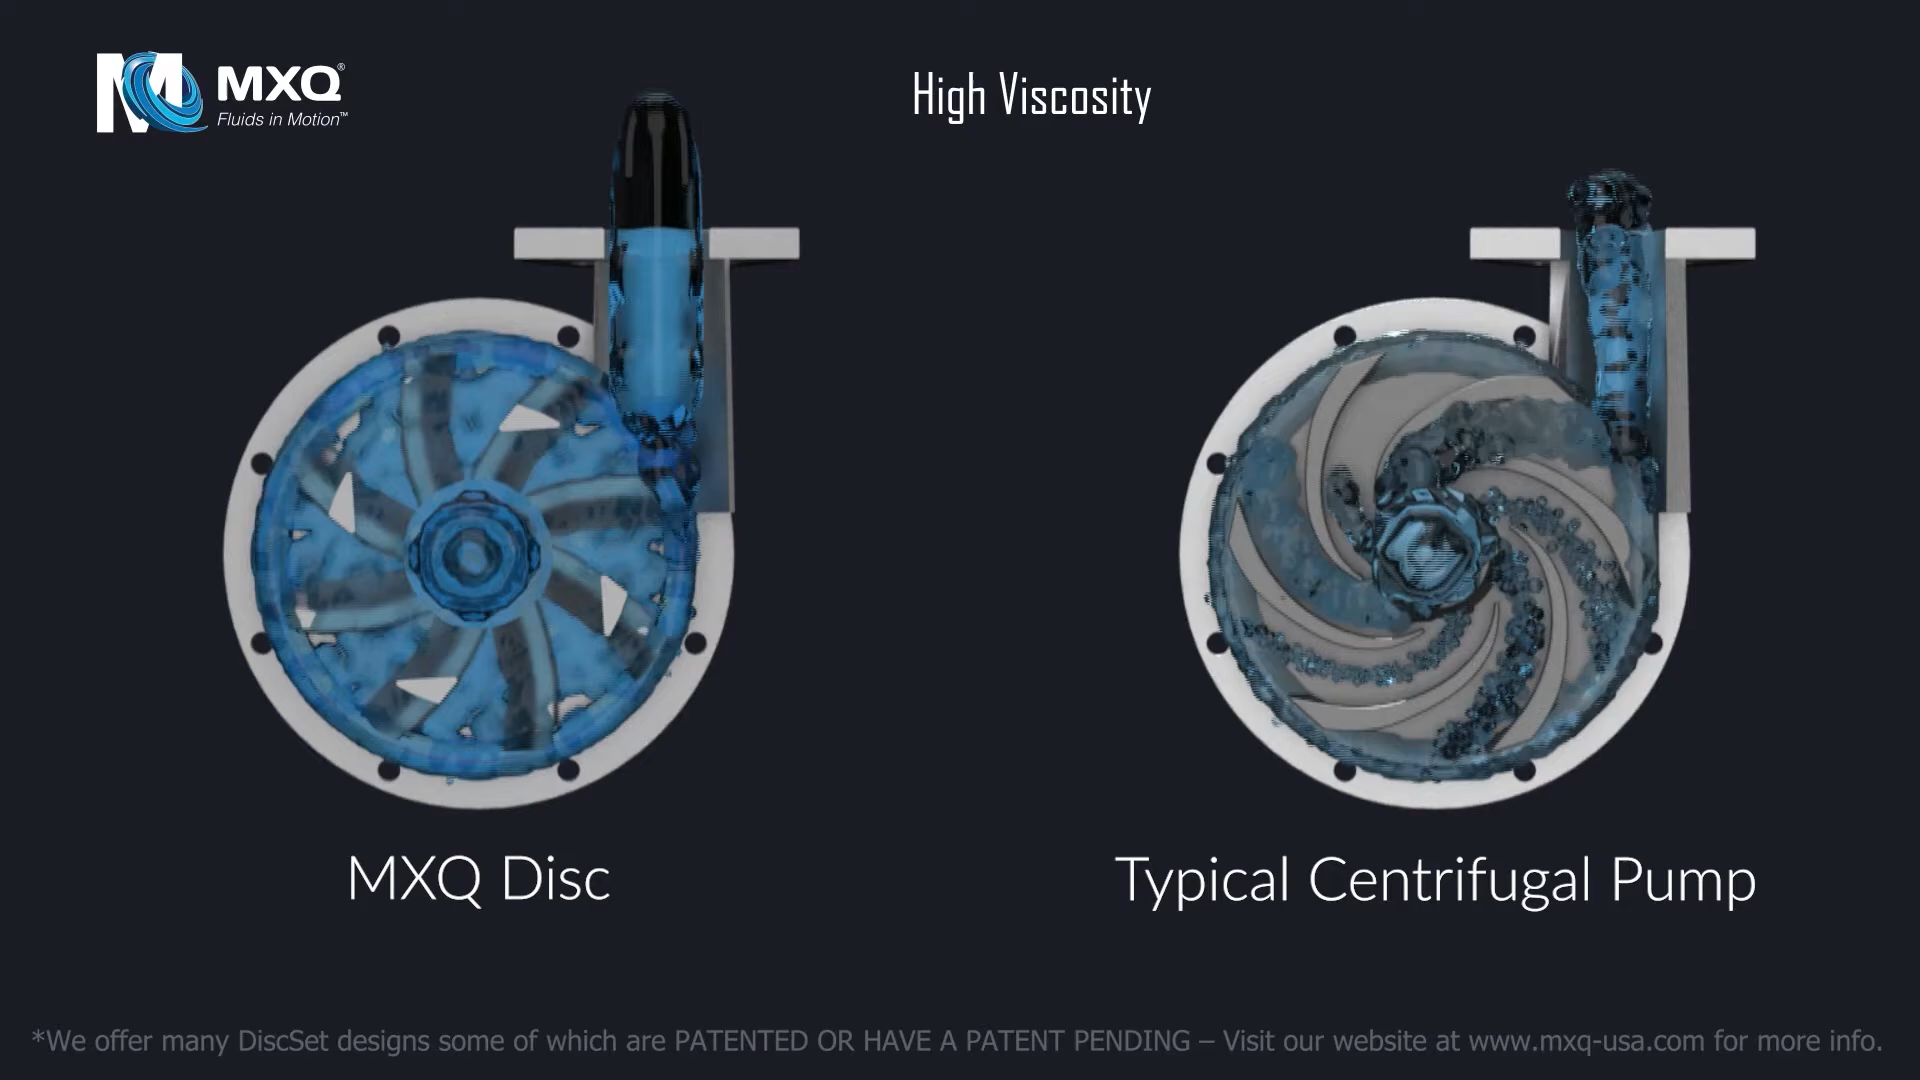 MXQ®
Fluids in Motion™
High Viscosity
MXQ Disc
Typical Centrifugal Pump
*We offer many DiscSet designs some of which are PATENTED OR HAVE A PATENT PENDING – Visit our website at www.mxq-usa.com for more info.